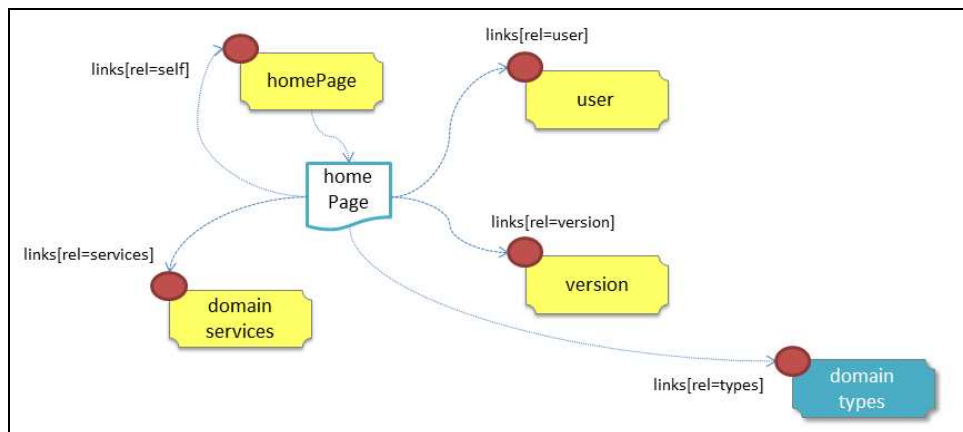 links[rel=user]
links[rel=self]
homePage
user
home
Page
links[rel=version]
links[rel=services]
version
domain
services
links[rel=types]
domain
types